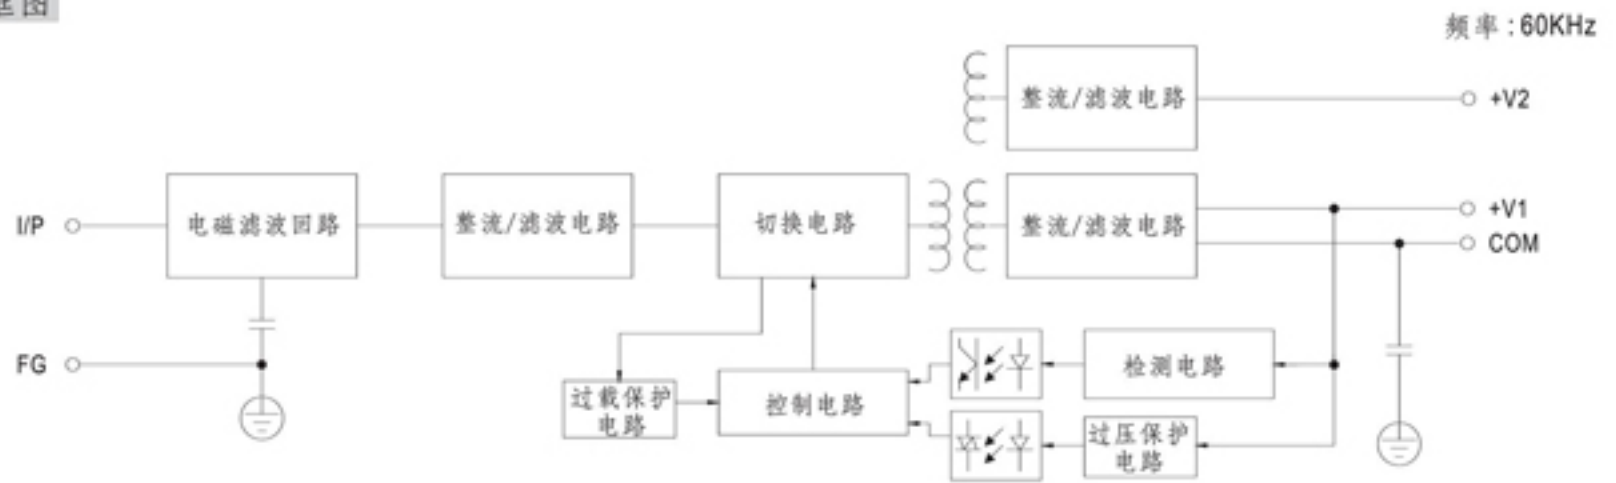 框图
频率:60KHz
整流/滤波电路
+V2
I/P
电磁滤波回路
整流/滤波电路
切换电路
整流/滤波电路
+V1
COM
FG
过载保护
电路
控制电路
检测电路
过压保护
电路